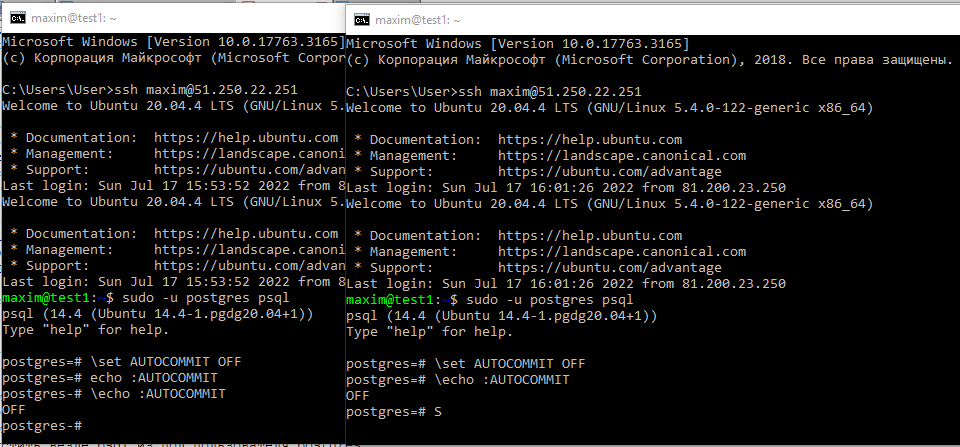 maxim@test1: ~
Microsoft Windows [Version 10.0.17763.3165]
(c) Корпорация Майкрософт (Microsoft Corpor
C:\Users\User>ssh maxim@51.250.22.251
Welcome to Ubuntu 20.04.4 LTS (GNU/Linux 5.
* Documentation: https://help.ubuntu.com
* Management: https://landscape.canoni
* Support: https://ubuntu.com/advan
Last login: Sun Jul 17 15:53:52 2022 from 8
Welcome to Ubuntu 20.04.4 LTS (GNU/Linux 5.
* Documentation: https://help.ubuntu.com
* Management: https://landscape.canoni
* Support: https://ubuntu.com/advan
Last login: Sun Jul 17 15:53:52 2022 from 8
maxim@test1:~$ sudo -u postgres psql
psql (14.4 (Ubuntu 14.4-1.pgdg20.04+1))
Type "help" for help.
postgres=# \set AUTOCOMMIT OFF
postgres=# echo :AUTOCOMMIT
postgres-# \echo :AUTOCOMMIT
OFF
postgres-#
maxim@test1: ~
Microsoft Windows [Version 10.0.17763.3165]
(c) Корпорация Майкрософт (Microsoft Corporation), 2018. Все права защищены.
C:\Users\User>ssh maxim@51.250.22.251
Welcome to Ubuntu 20.04.4 LTS (GNU/Linux 5.4.0-122-generic x86_64)
* Documentation: https://help.ubuntu.com
* Management: https://landscape.canonical.com
* Support: https://ubuntu.com/advantage
Last login: Sun Jul 17 16:01:26 2022 from 81.200.23.250
Welcome to Ubuntu 20.04.4 LTS (GNU/Linux 5.4.0-122-generic x86_64)
* Documentation: https://help.ubuntu.com
* Management: https://landscape.canonical.com
* Support: https://ubuntu.com/advantage
Last login: Sun Jul 17 16:01:26 2022 from 81.200.23.250
maxim@test1:~$ sudo -u postgres psql
psql (14.4 (Ubuntu 14.4-1.pgdg20.04+1))
Type "help" for help.
postgres=# \set AUTOCOMMIT OFF
postgres=# \echo :AUTOCOMMIT
OFF
postgres=# S